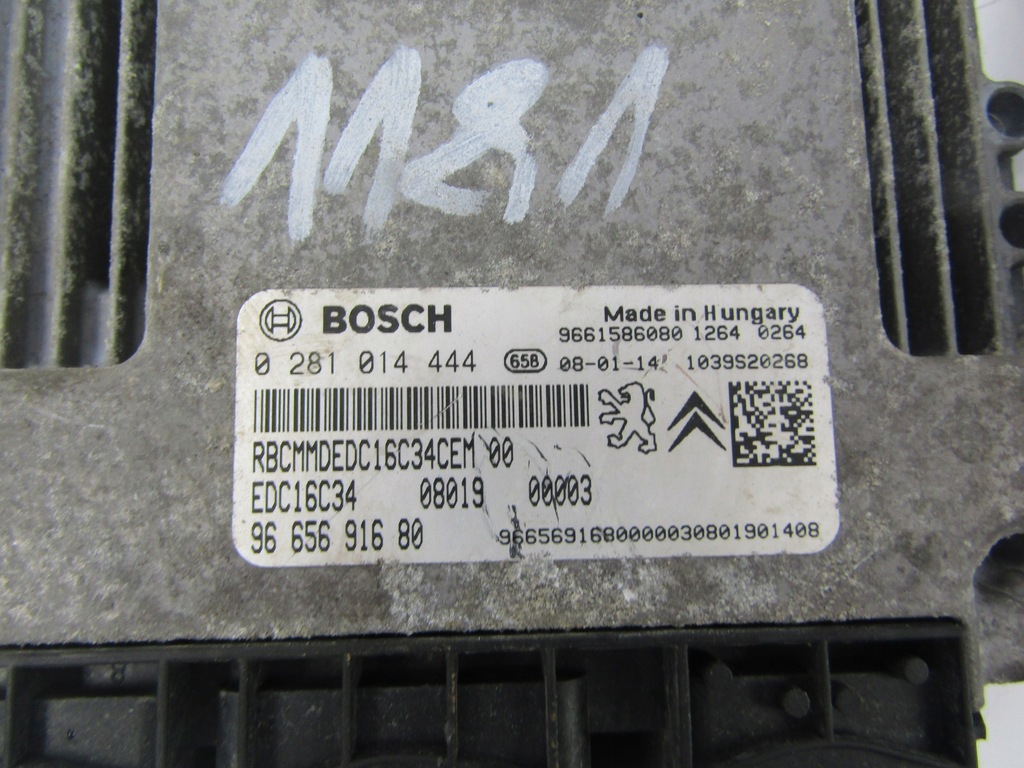 1181
BOSCH Made in Hungary
9661586080 1264 0264
0 281 014 444 658 08-01-14 1039S20268
RBCMMDEDC16C34CEM 00
EDC16C34 08019 00003
96 656 916 80 9665691680000030801901408